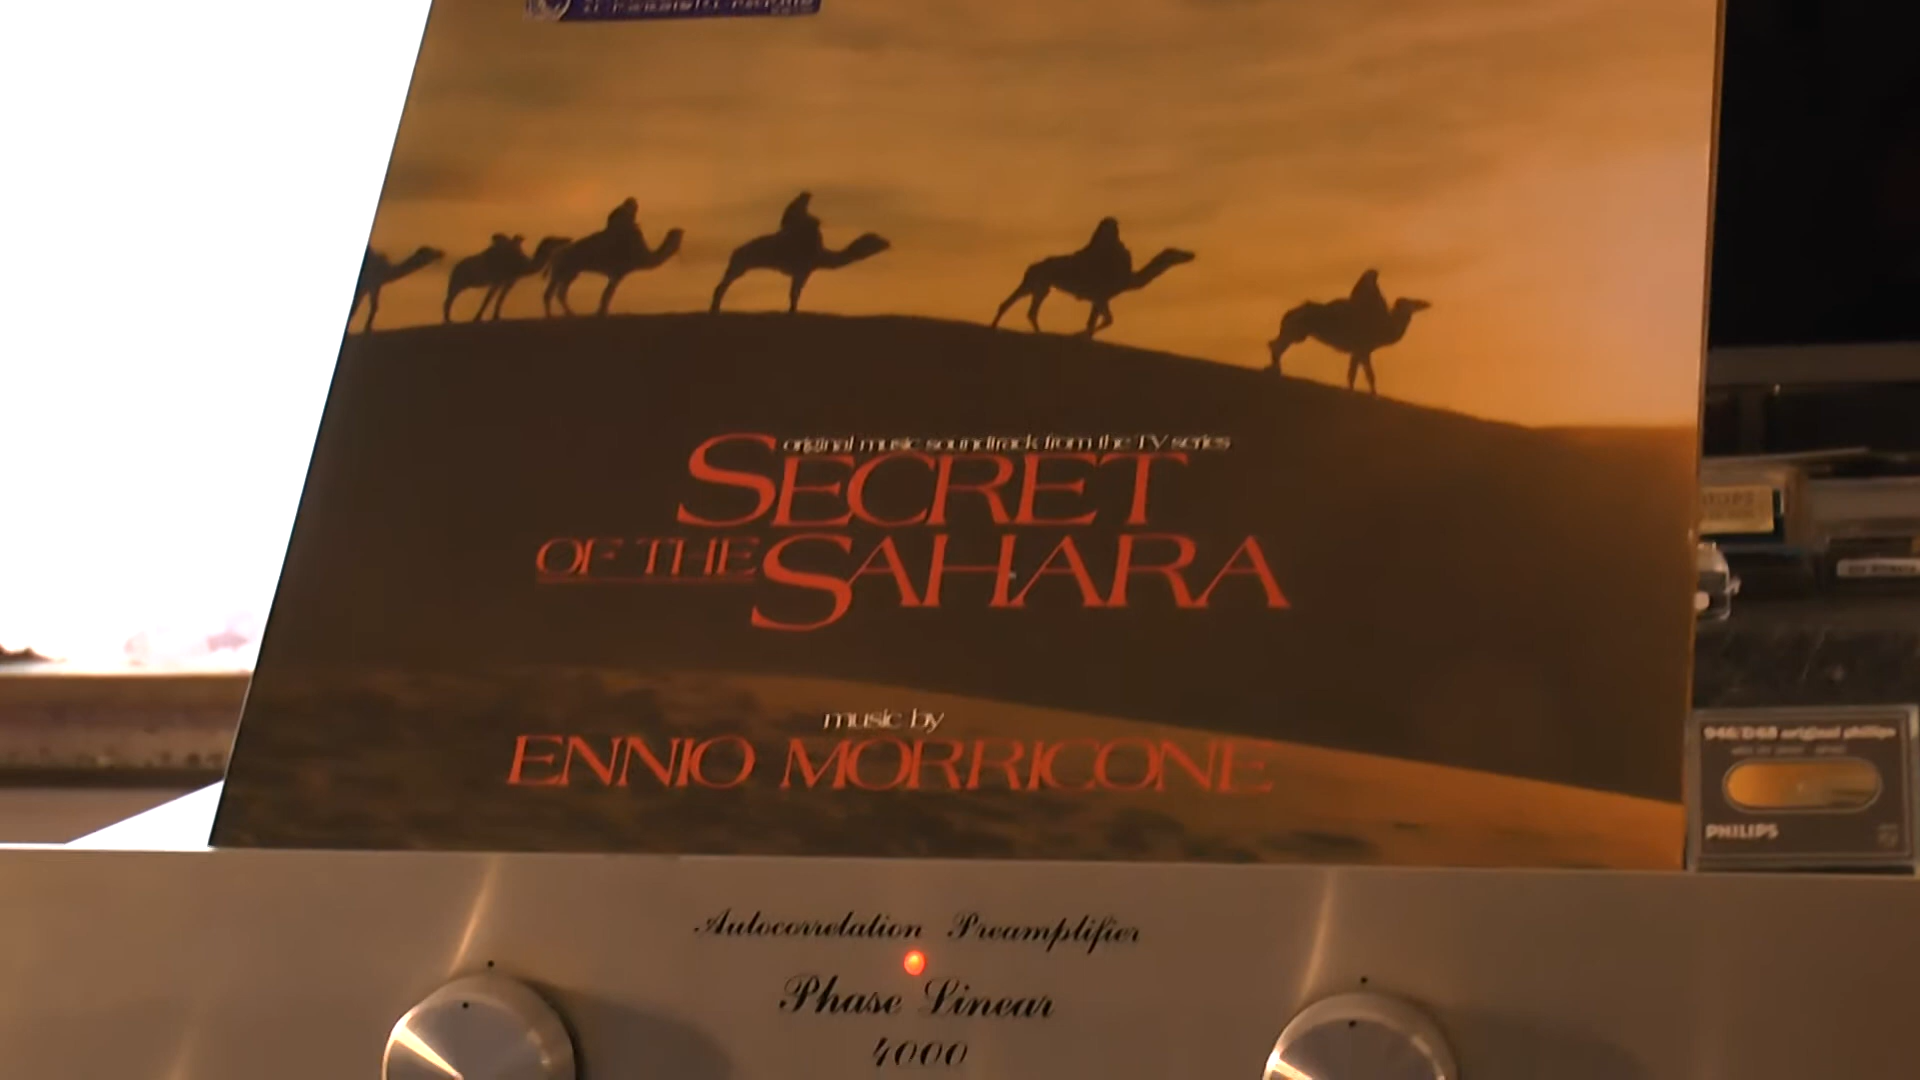 original music soundtrack from the TV series
SECRET
OF THE SAHARA
music by
ENNIO MORRICONE
PHILIPS
Autocorrelation Preamplifier
Phase Linear
4000